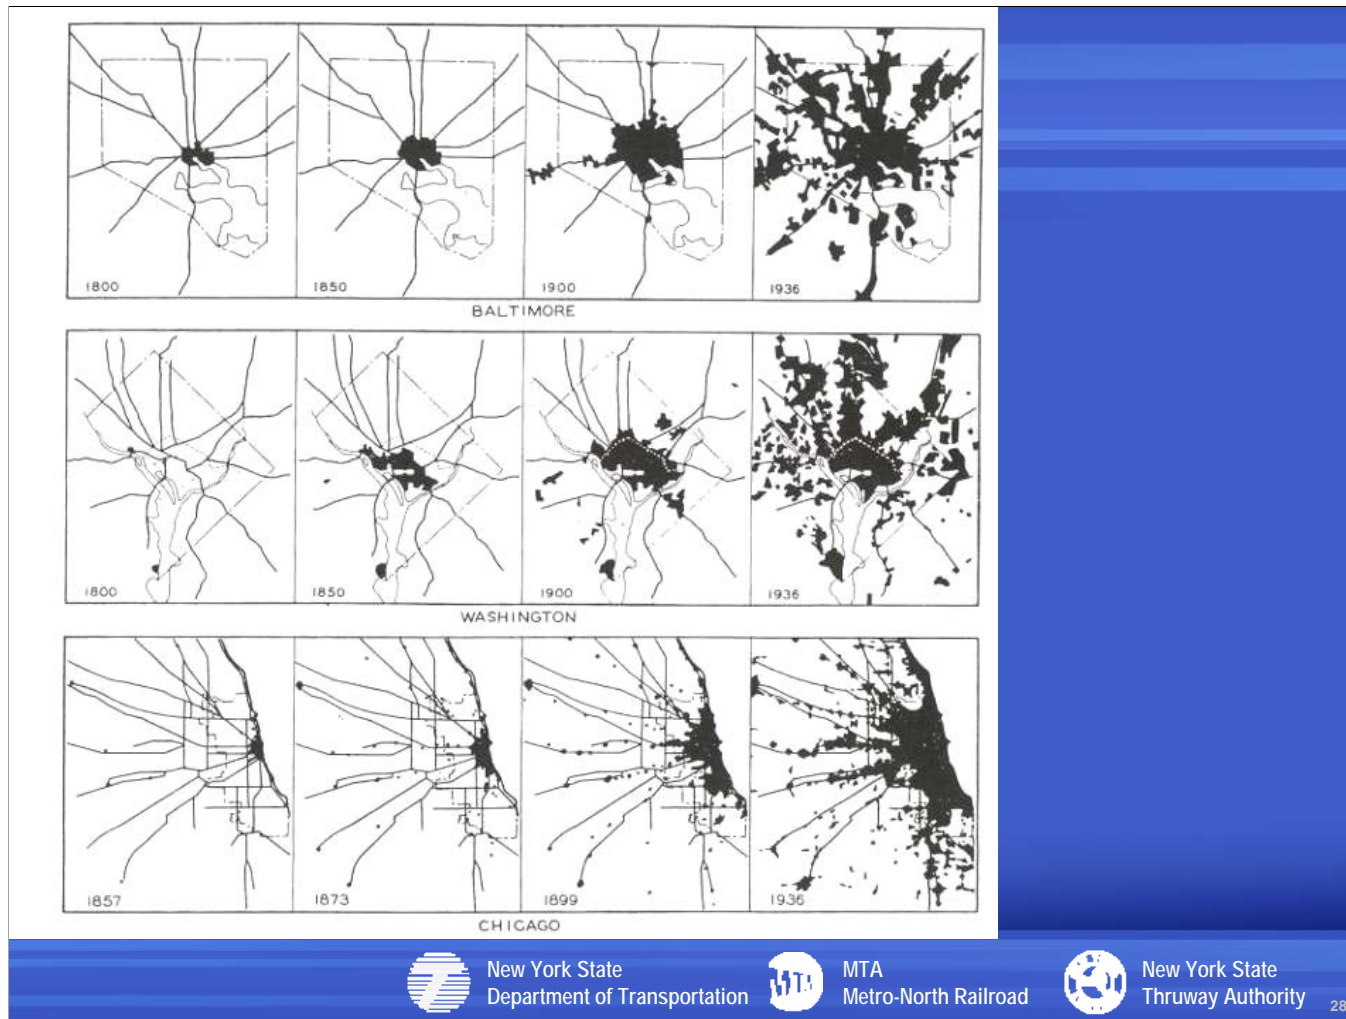 1800
1850
1900
1936
BALTIMORE
1800
1850
1900
1936
WASHINGTON
1857
1873
1899
1936
CHICAGO
New York State
Department of Transportation
MTA
Metro-North Railroad
New York State
Thruway Authority
28